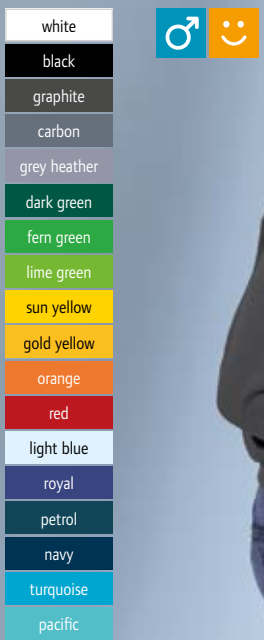 white
black
graphite
carbon
grey heather
dark green
fern green
lime green
sun yellow
gold yellow
orange
red
light blue
royal
petrol
navy
turquoise
pacific